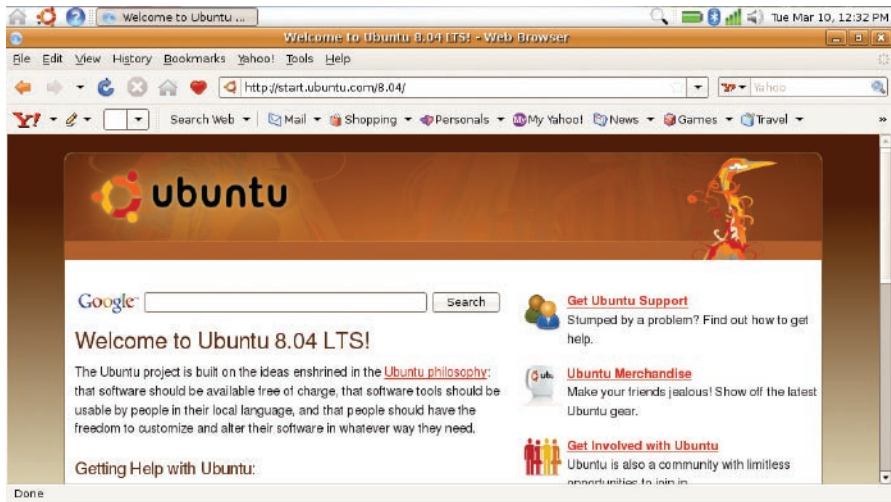 Welcome to Ubuntu ...
Tue Mar 10, 12:32 PM
Welcome to Ubuntu 8.04 LTS! - Web Browser
File Edit View History Bookmarks Yahoo! Tools Help
http://start.ubuntu.com/8.04/
Yahoo
Y! Search Web Mail Shopping Personals My Yahoo! News Games Travel »
ubuntu
Google Search
Welcome to Ubuntu 8.04 LTS!
The Ubuntu project is built on the ideas enshrined in the Ubuntu philosophy:
that software should be available free of charge, that software tools should be
usable by people in their local language, and that people should have the
freedom to customize and alter their software in whatever way they need.
Getting Help with Ubuntu:
Get Ubuntu Support
Stumped by a problem? Find out how to get
help.
Ubuntu Merchandise
Make your friends jealous! Show off the latest
Ubuntu gear.
Get Involved with Ubuntu
Ubuntu is also a community with limitless
opportunities to join in.
Done